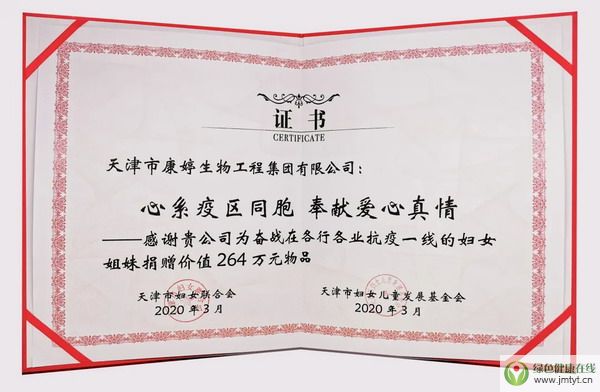 证书
CERTIFICATE
天津市康婷生物工程集团有限公司：
心系疫区同胞 奉献爱心真情
——感谢贵公司为奋战在各行各业抗疫一线的妇女
姐妹捐赠价值264万元物品
天津市妇女联合会 天津市妇女儿童发展基金会
2020年3月 2020年3月
绿色健康在线
www.jmtyt.cn